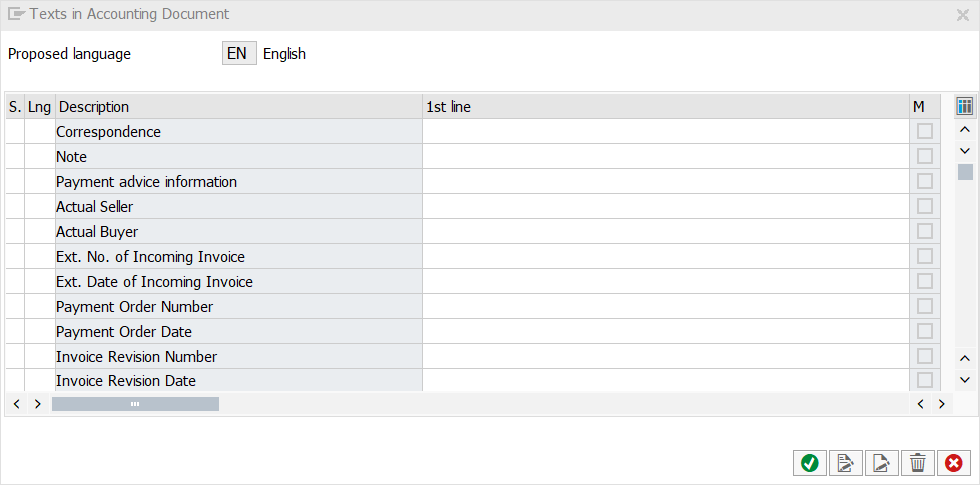 Texts in Accounting Document
Proposed language EN English
S. Lng Description 1st line M
Correspondence
Note
Payment advice information
Actual Seller
Actual Buyer
Ext. No. of Incoming Invoice
Ext. Date of Incoming Invoice
Payment Order Number
Payment Order Date
Invoice Revision Number
Invoice Revision Date